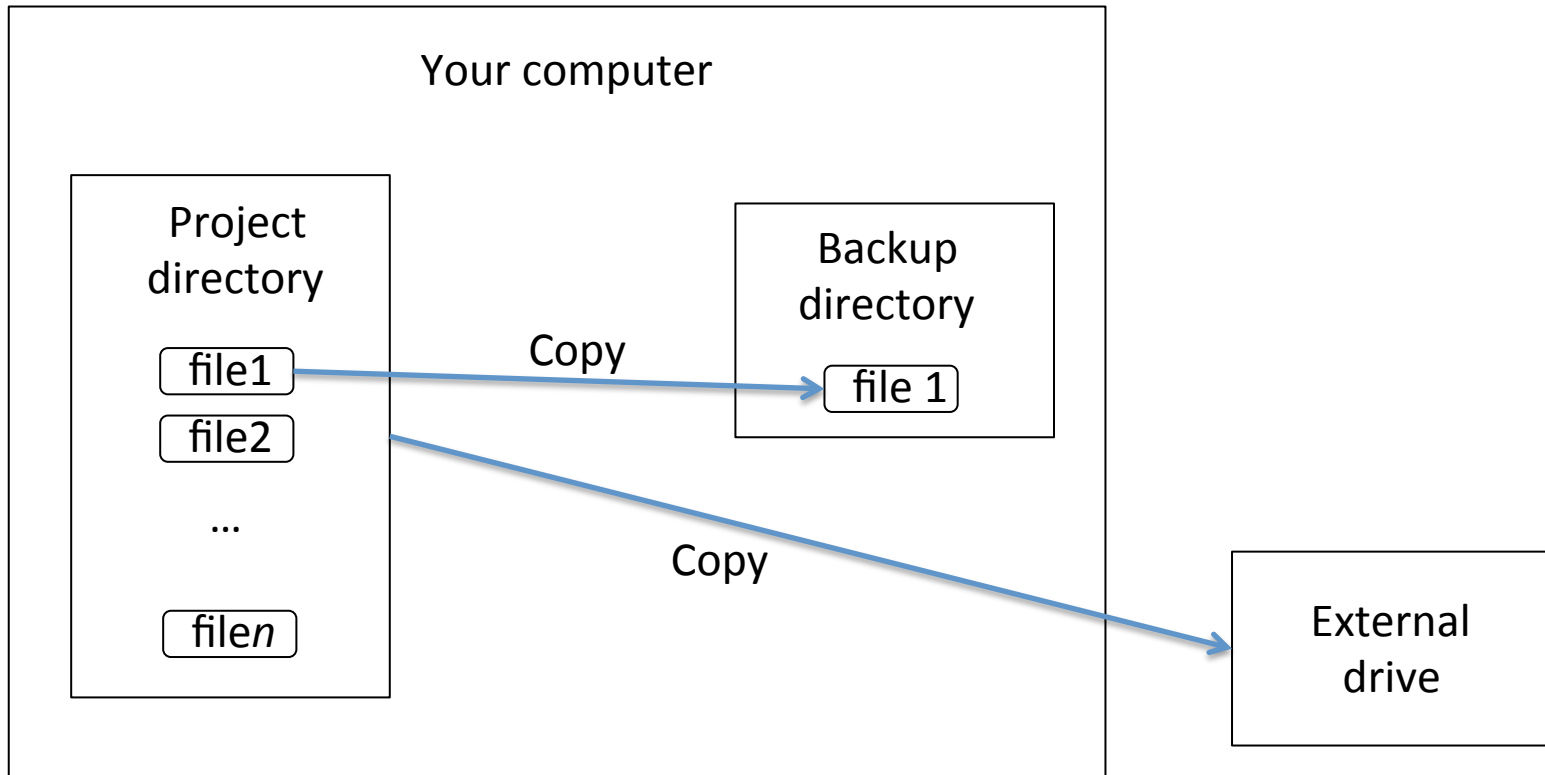 Your computer
Project
directory
file1
file2
...
filen
Copy
Backup
directory
file 1
Copy
External
drive